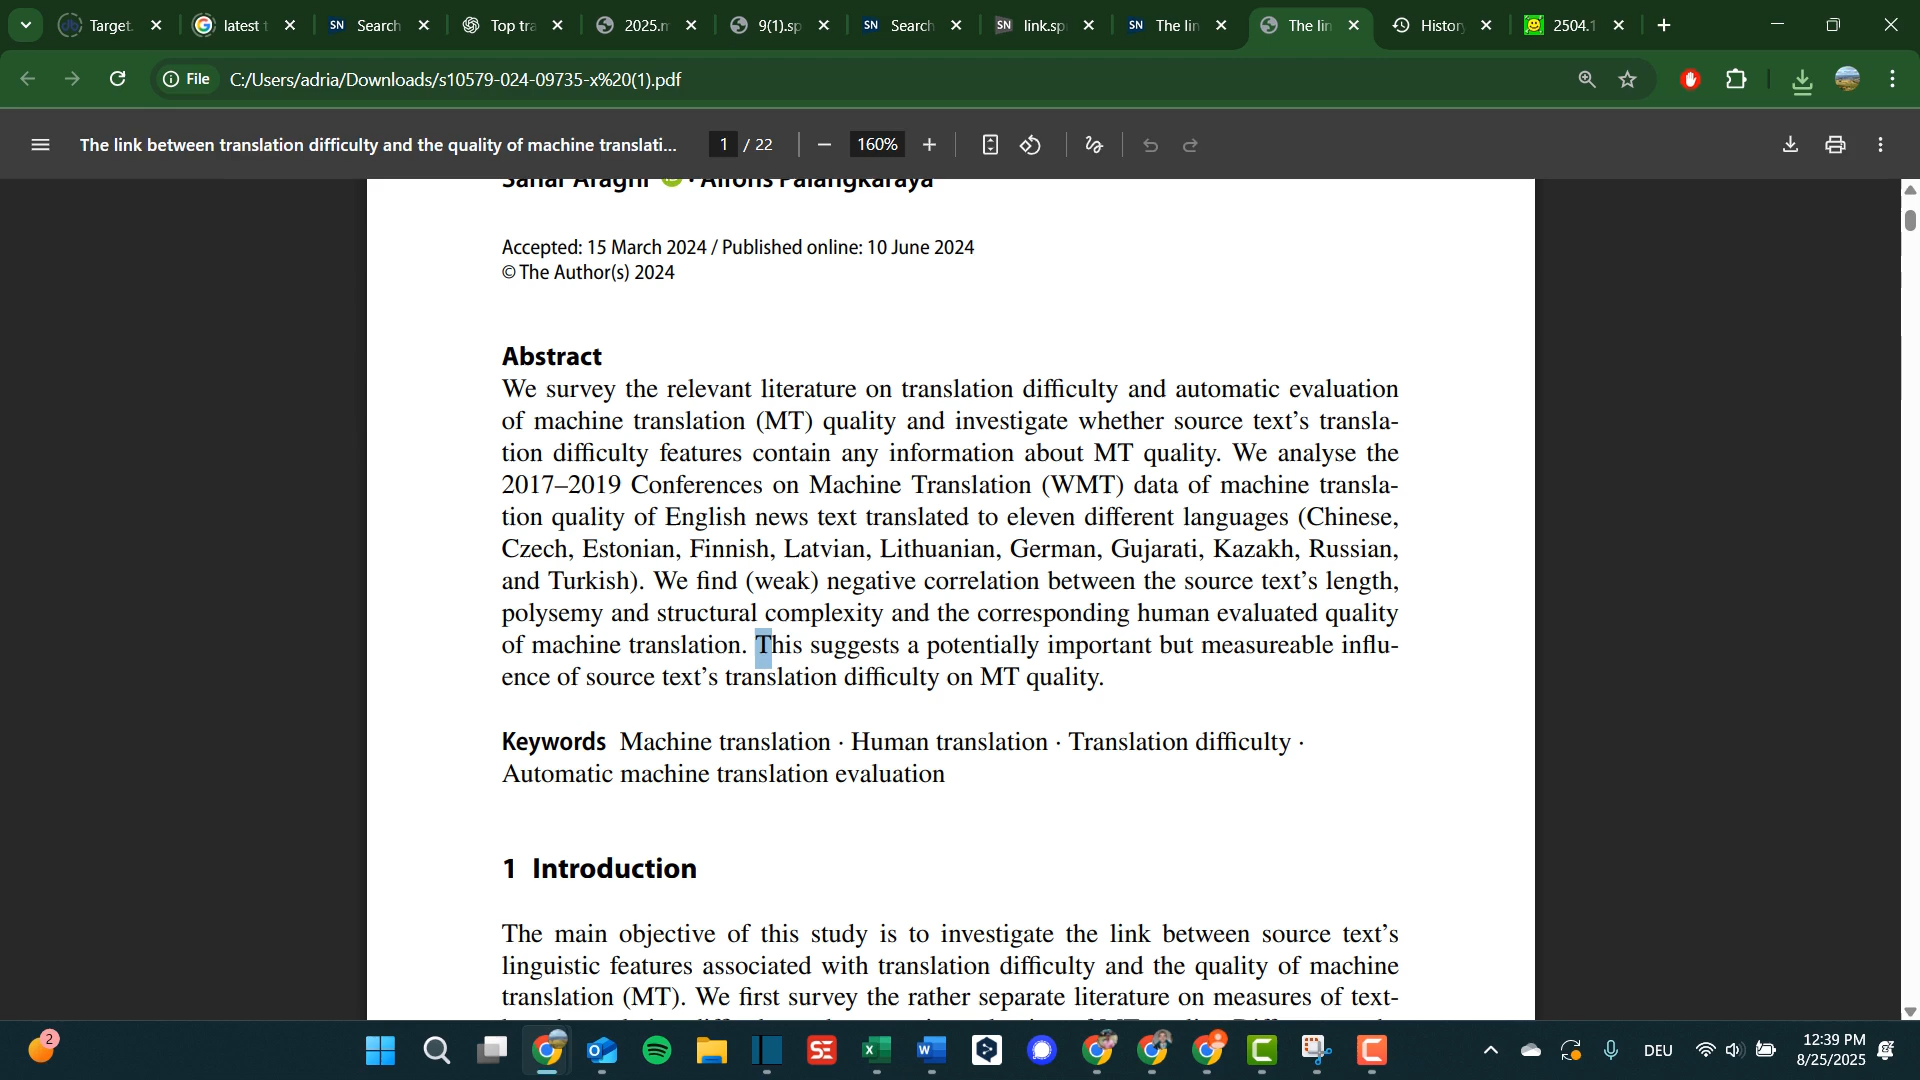 Target.
latest t
SN Search
Top tra
2025.m
9(1).sp
SN Search
SN link.sp
SN The lin
The lin
History
2504.1
File C:/Users/adria/Downloads/s10579-024-09735-x%20(1).pdf
The link between translation difficulty and the quality of machine translati...
1 / 22
160%
Sahar Araghi · Alfons Palangkaraya
Accepted: 15 March 2024 / Published online: 10 June 2024
© The Author(s) 2024
Abstract
We survey the relevant literature on translation difficulty and automatic evaluation
of machine translation (MT) quality and investigate whether source text’s transla-
tion difficulty features contain any information about MT quality. We analyse the
2017–2019 Conferences on Machine Translation (WMT) data of machine transla-
tion quality of English news text translated to eleven different languages (Chinese,
Czech, Estonian, Finnish, Latvian, Lithuanian, German, Gujarati, Kazakh, Russian,
and Turkish). We find (weak) negative correlation between the source text’s length,
polysemy and structural complexity and the corresponding human evaluated quality
of machine translation. This suggests a potentially important but measureable influ-
ence of source text’s translation difficulty on MT quality.
Keywords Machine translation · Human translation · Translation difficulty ·
Automatic machine translation evaluation
1 Introduction
The main objective of this study is to investigate the link between source text’s
linguistic features associated with translation difficulty and the quality of machine
translation (MT). We first survey the rather separate literature on measures of text-
2
DEU
12:39 PM
8/25/2025